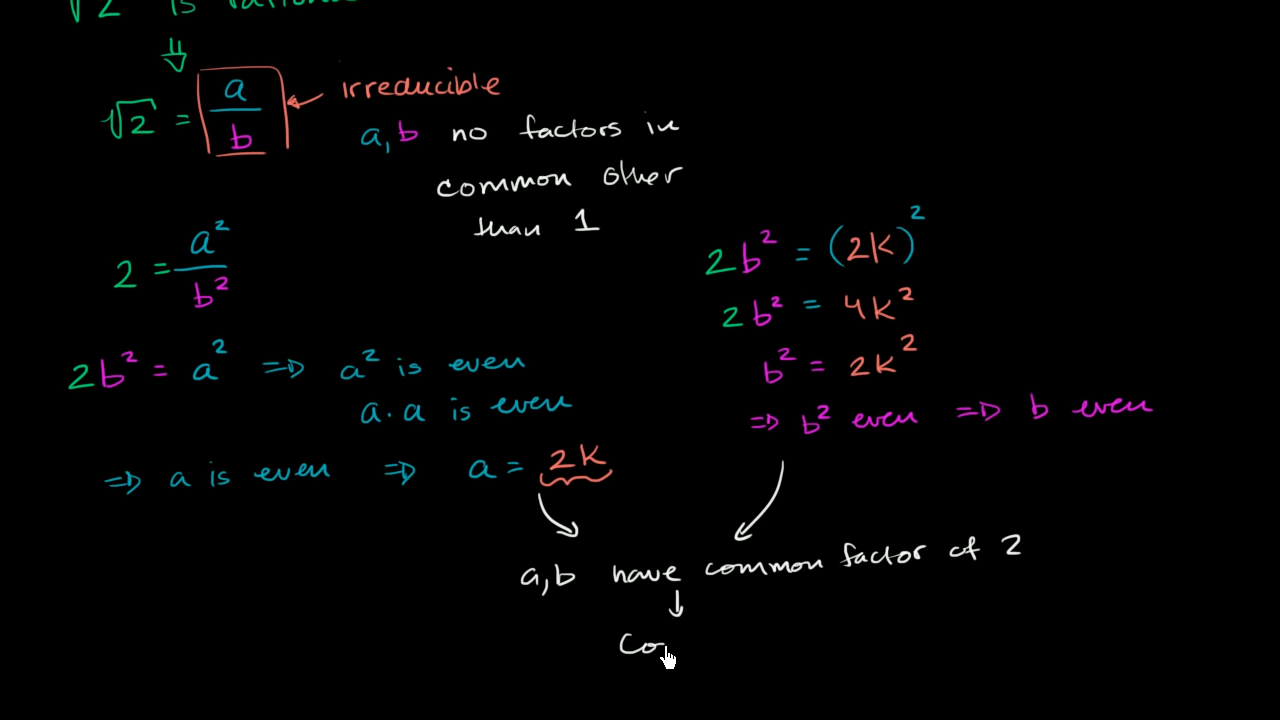 √2 is
⇓
√2 = a/b ← irreducible
a, b no factors in
common other
than 1
2 = a²/b²
2b² = a² ⇒ a² is even
a · a is even
⇒ a is even ⇒ a = 2K
2b² = (2K)²
2b² = 4K²
b² = 2K²
⇒ b² even ⇒ b even
a, b have common factor of 2
↓
Co